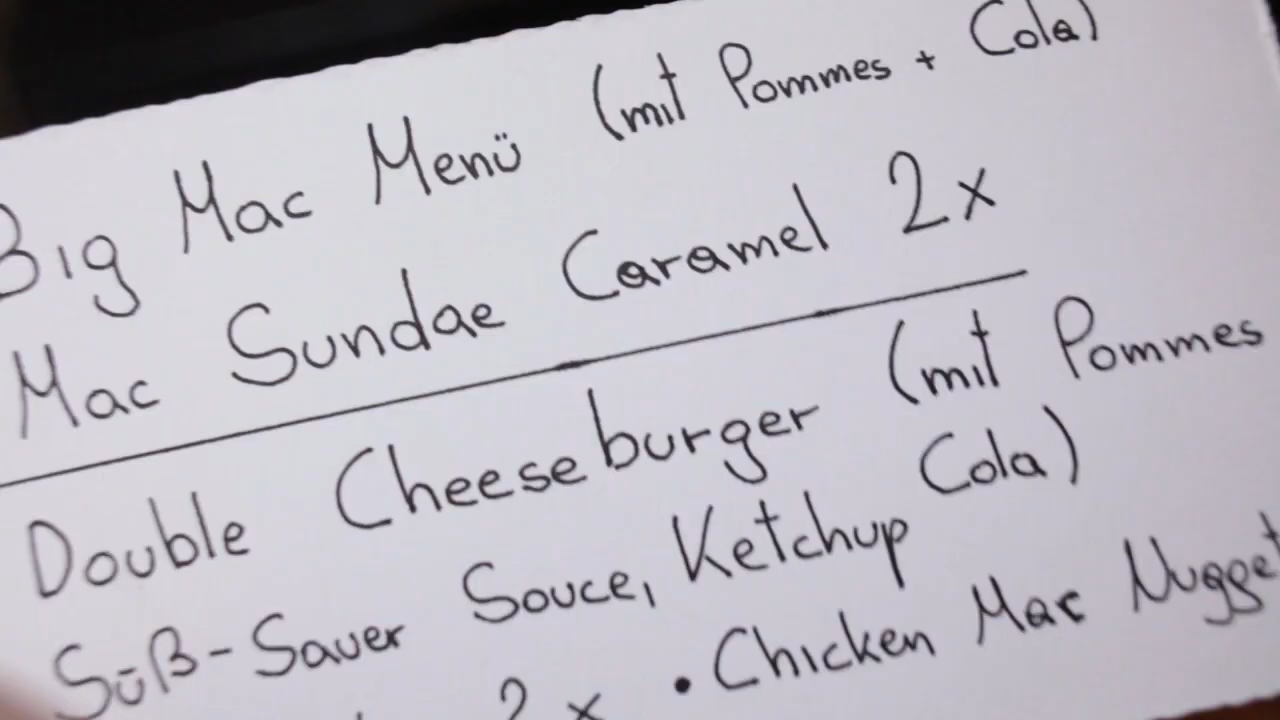 Big Mac Menü (mit Pommes + Cola)
Mac Sundae Caramel 2x
Double Cheeseburger (mit Pommes
Cola)
Süß-Sauer Souce, Ketchup
2x • Chicken Mac Nugget